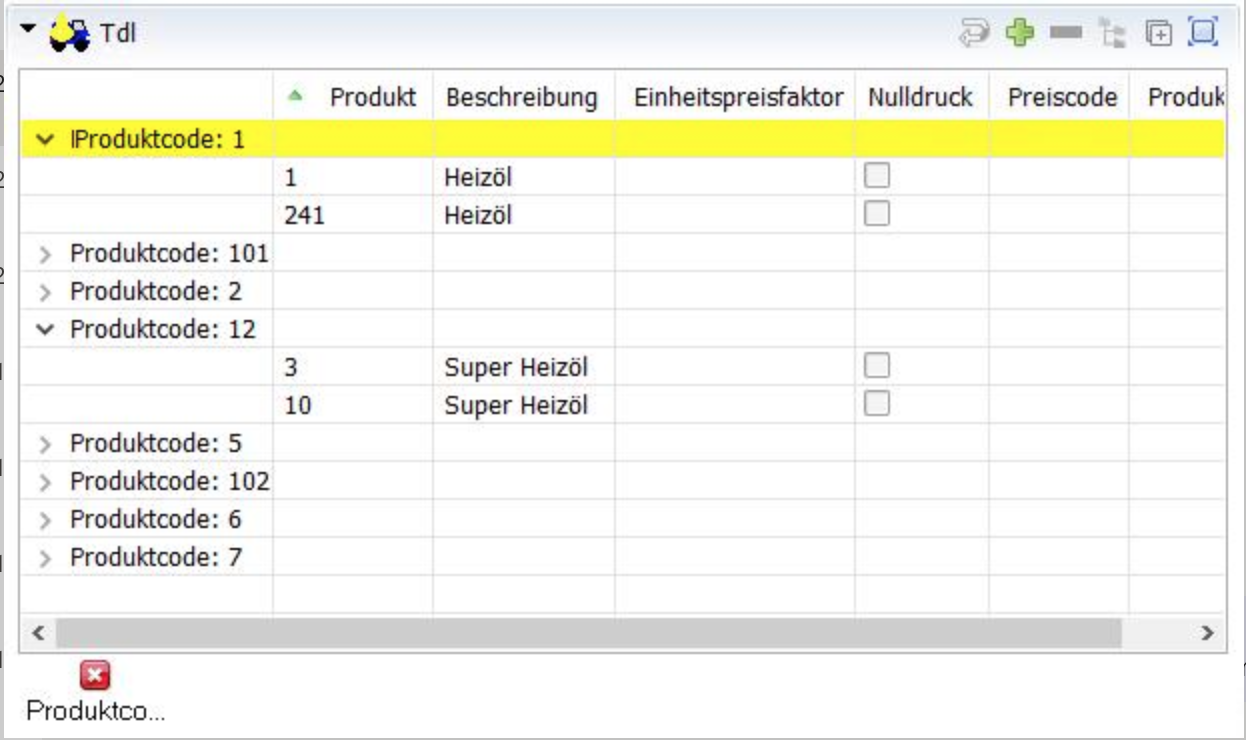 Tdl
Produkt Beschreibung Einheitspreisfaktor Nulldruck Preiscode Produk
Produktcode: 1
1 Heizöl
241 Heizöl
Produktcode: 101
Produktcode: 2
Produktcode: 12
3 Super Heizöl
10 Super Heizöl
Produktcode: 5
Produktcode: 102
Produktcode: 6
Produktcode: 7
Produktco...